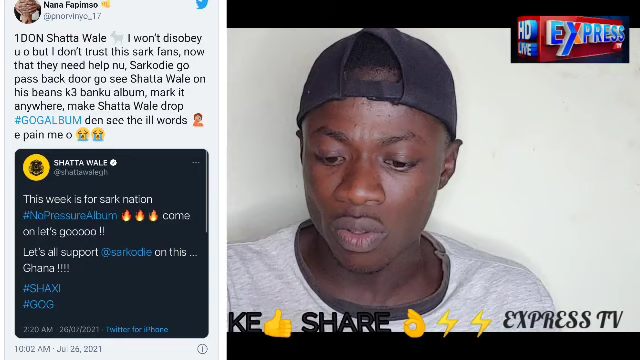 Nana Fapimso 👊
@pnorvinyo_17
1DON Shatta Wale 🐐 I won't disobey
u o but I don't trust this sark fans, now
that they need help nu, Sarkodie go
pass back door go see Shatta Wale on
his beans k3 banku album, mark it
anywhere, make Shatta Wale drop
#GOGALBUM den see the ill words 🤦
e pain me o 😭😭
SHATTA WALE
@shattawalegh
This week is for sark nation
#NoPressureAlbum 🔥🔥🔥 come
on let's gooooo !!
Let's all support @sarkodie on this ...
Ghana !!!!
#SHAXI
#GOG
2:20 AM · 26/07/2021 · Twitter for iPhone
10:02 AM · Jul 26, 2021
HD
LIVE
EXPRESS
TV
KE👍 SHARE 👌⚡⚡ EXPRESS TV